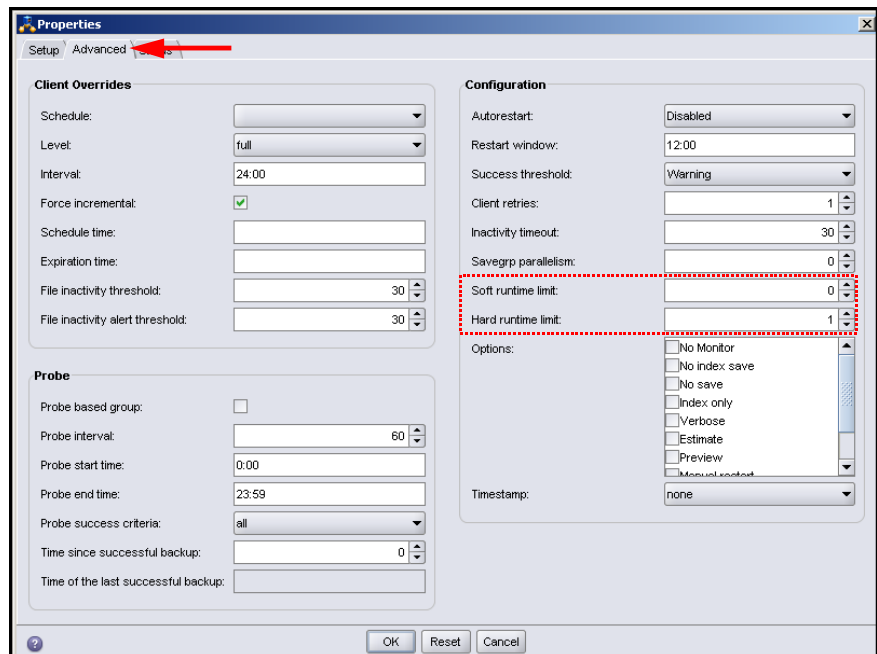 Properties
Setup
Advanced
Client Overrides
Schedule:
Level: full
Interval: 24:00
Force incremental:
Schedule time:
Expiration time:
File inactivity threshold: 30
File inactivity alert threshold: 30
Probe
Probe based group:
Probe interval: 60
Probe start time: 0:00
Probe end time: 23:59
Probe success criteria: all
Time since successful backup: 0
Time of the last successful backup:
Configuration
Autorestart: Disabled
Restart window: 12:00
Success threshold: Warning
Client retries: 1
Inactivity timeout: 30
Savegrp parallelism: 0
Soft runtime limit: 0
Hard runtime limit: 1
Options: No Monitor
No index save
No save
Index only
Verbose
Estimate
Preview
Manual restart
Timestamp: none
OK Reset Cancel